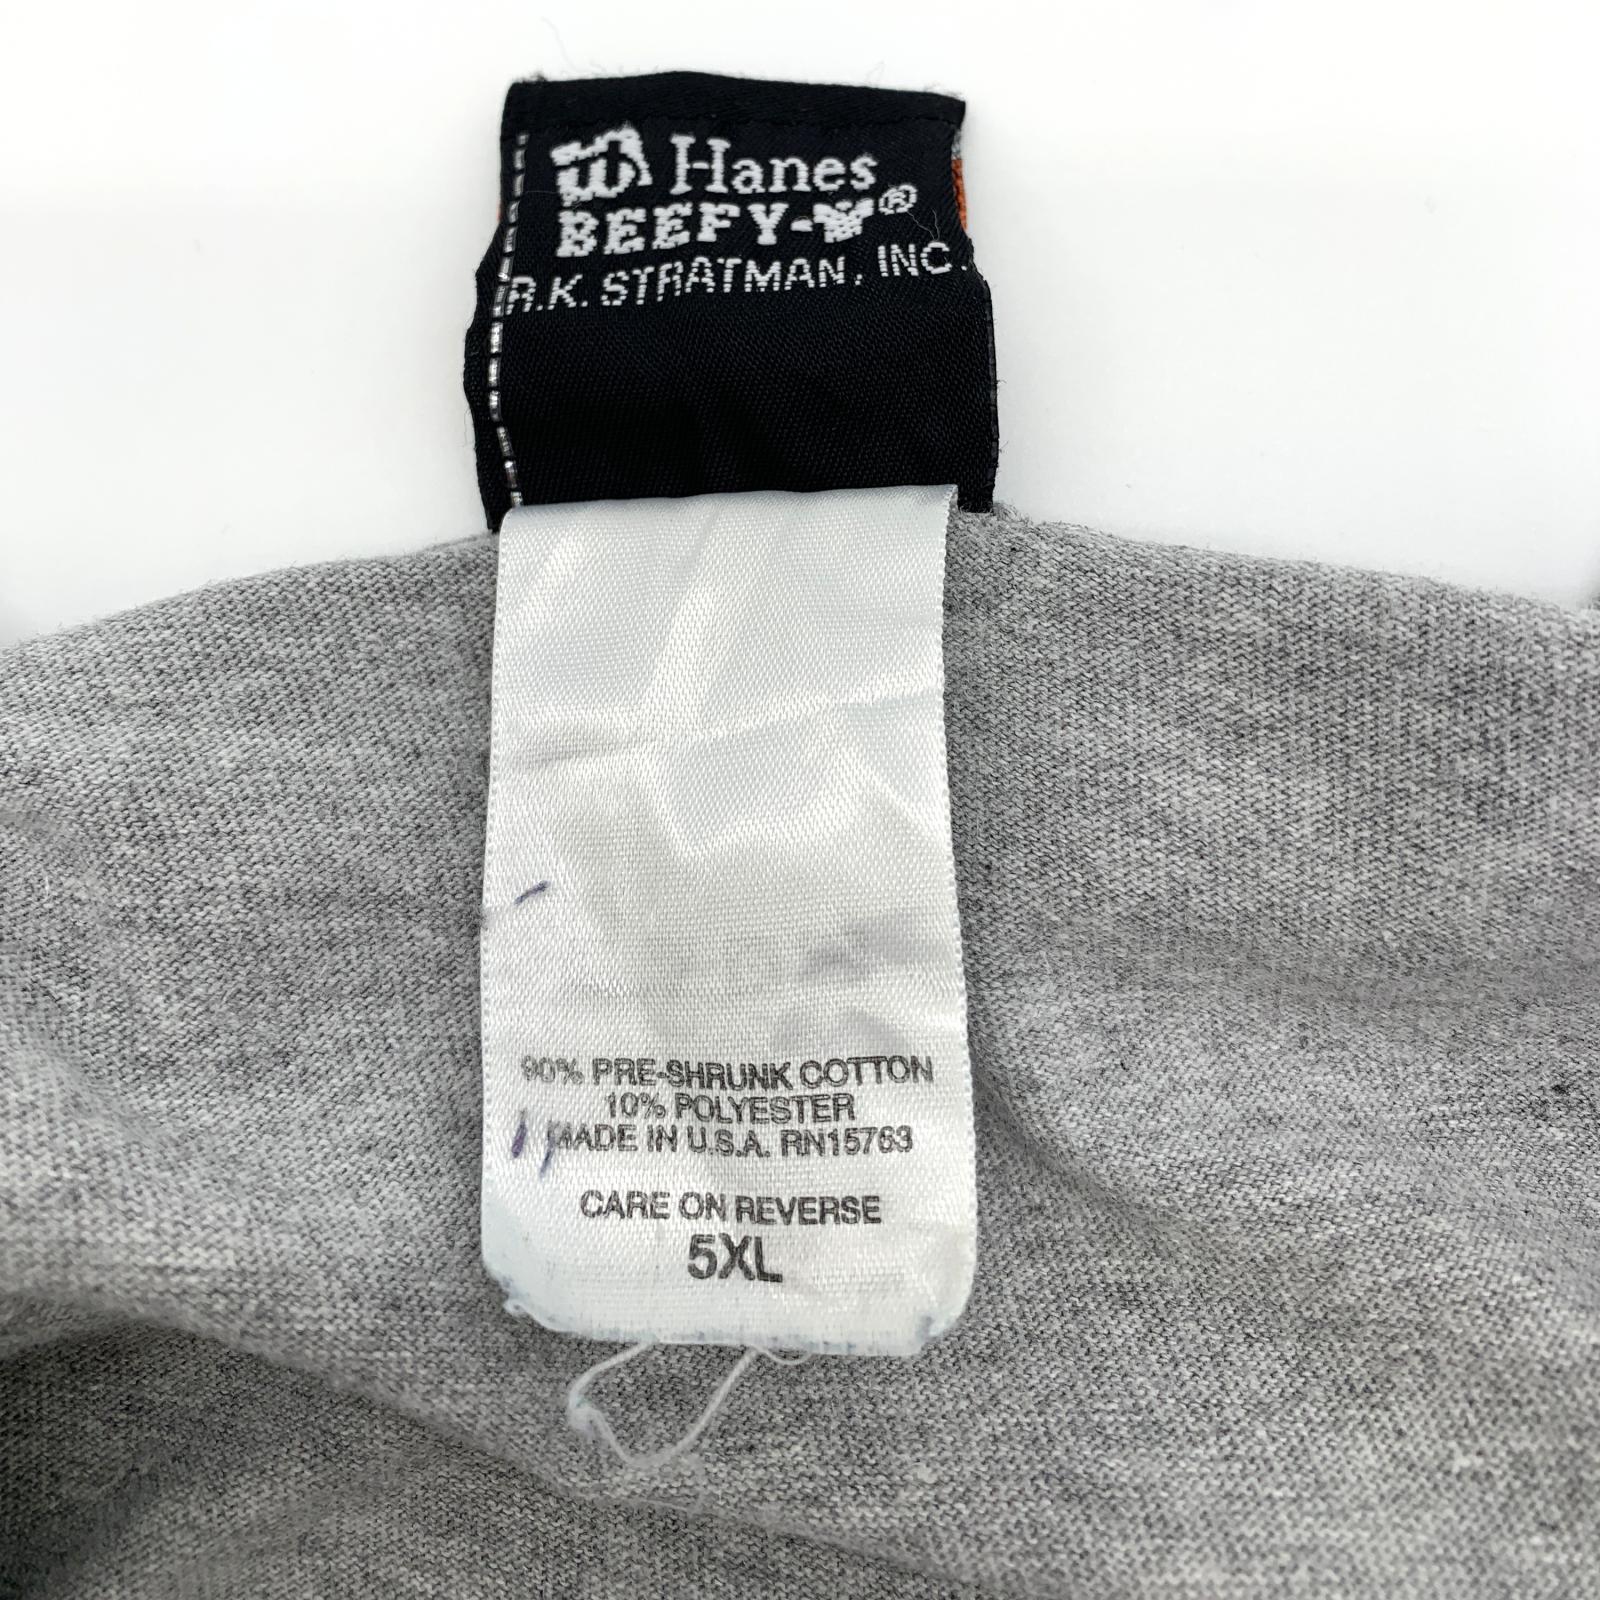 Hanes
BEEFY-T®
R.K. STRATMAN, INC.
90% PRE-SHRUNK COTTON
10% POLYESTER
MADE IN U.S.A. RN15763
CARE ON REVERSE
5XL